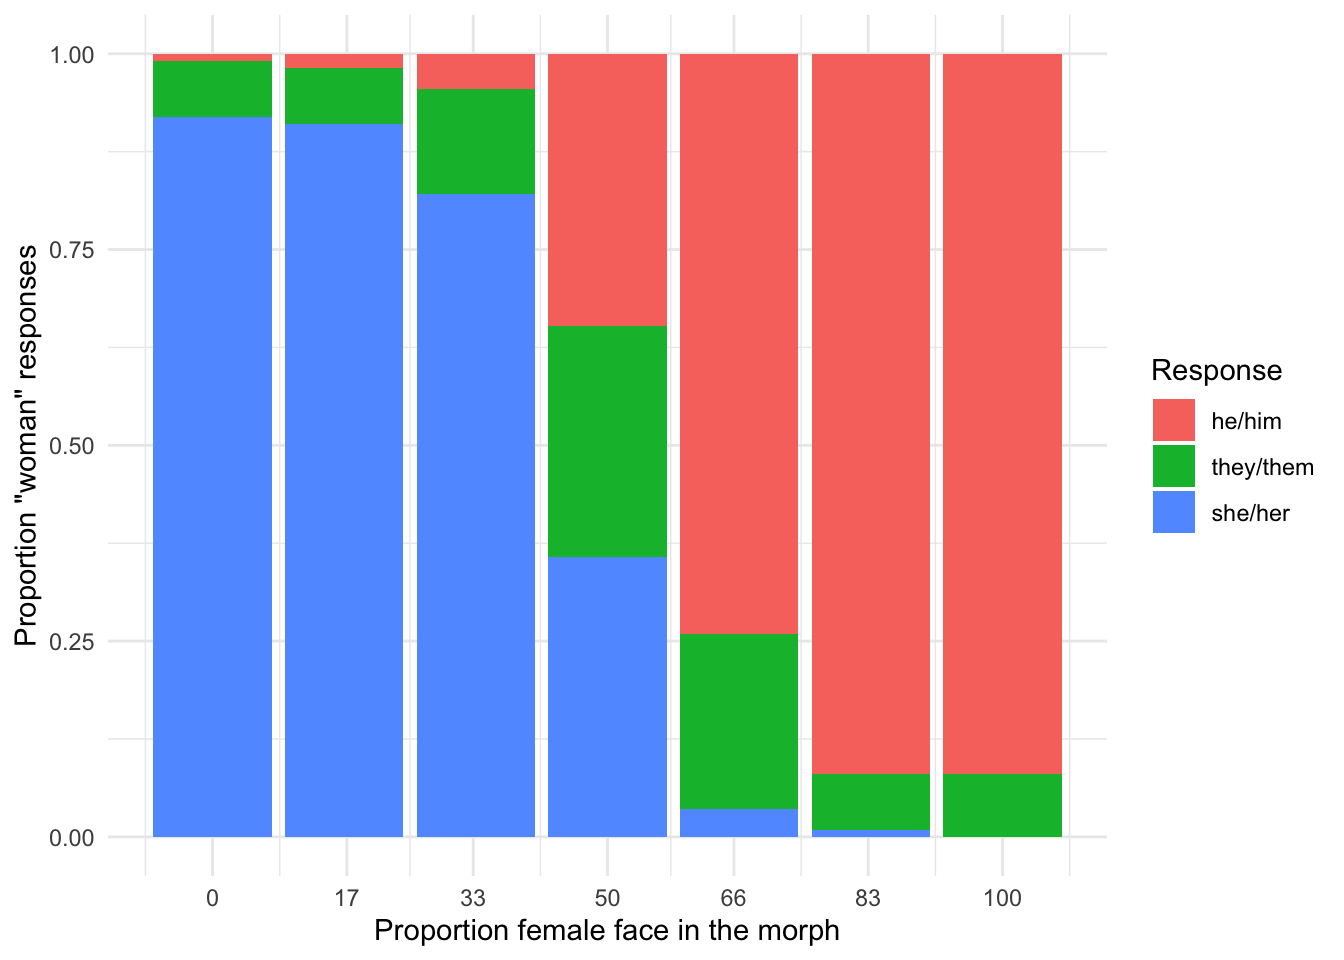 1.00
0.75
0.50
0.25
0.00
Proportion "woman" responses
0 17 33 50 66 83 100
Proportion female face in the morph
Response
he/him
they/them
she/her